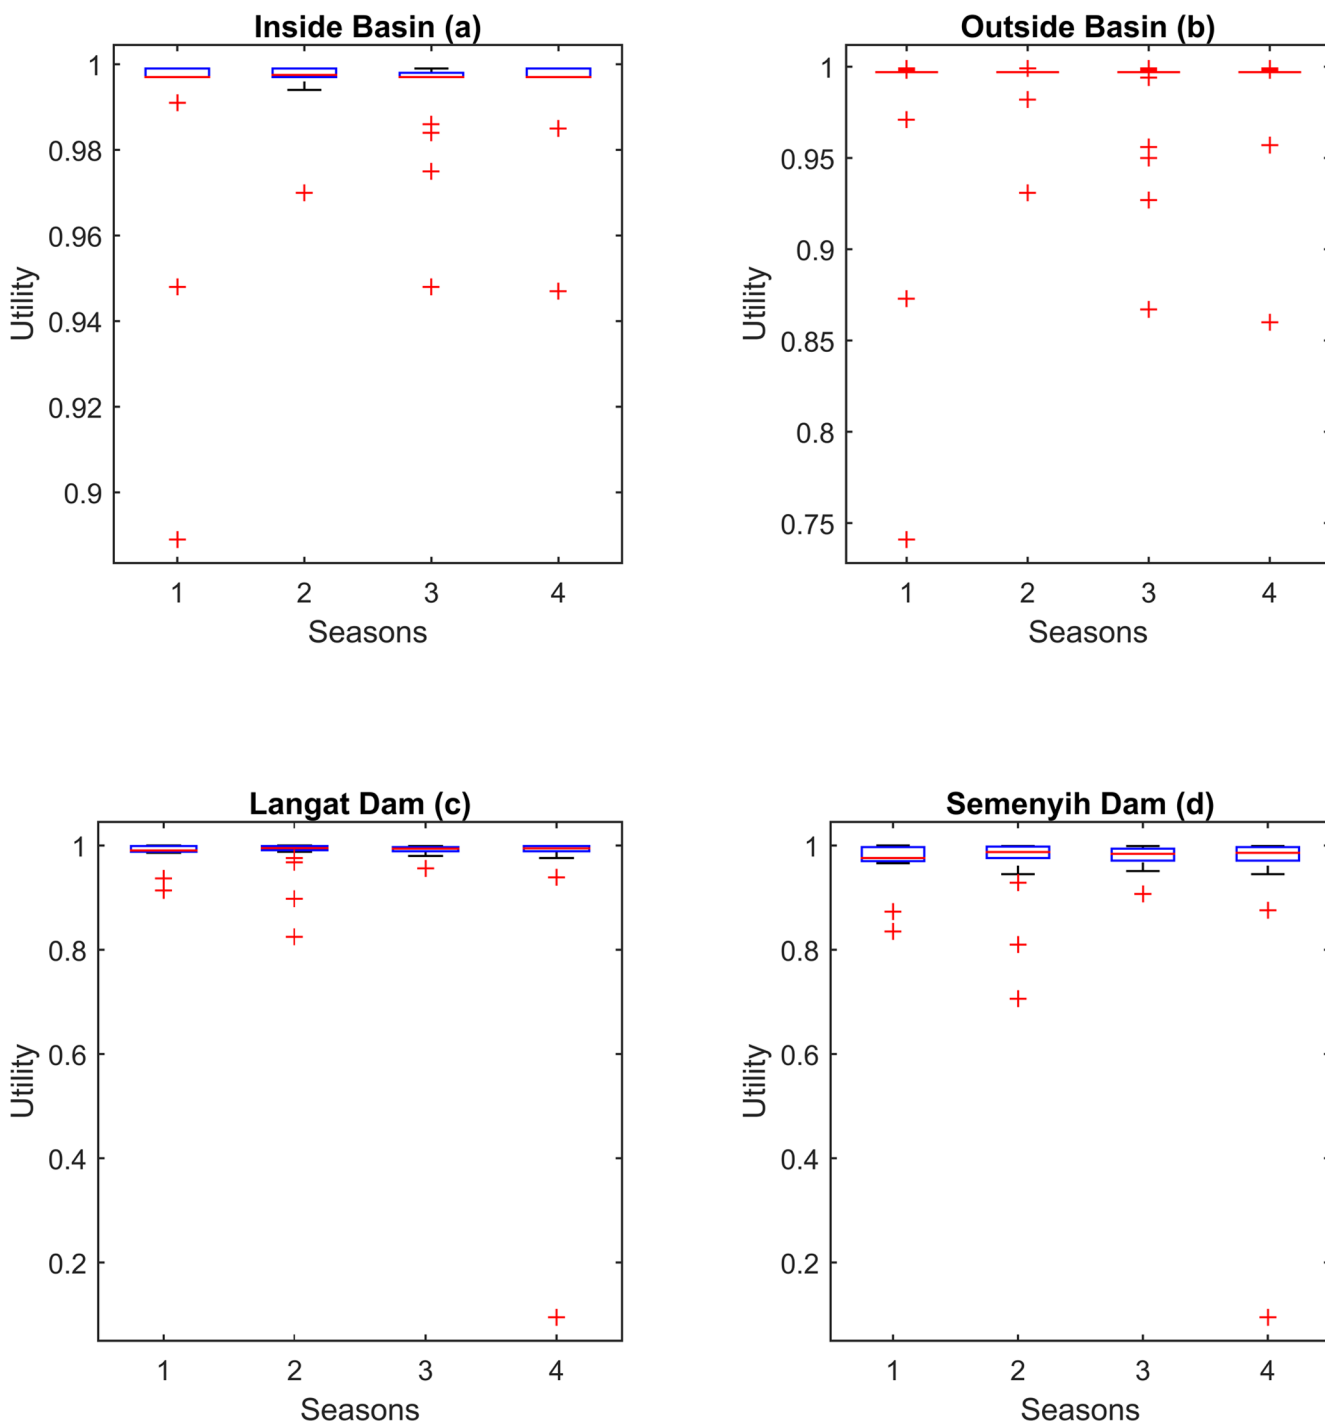 Inside Basin (a)
1
0.98
0.96
0.94
0.92
0.9
Utility
1 2 3 4
Seasons
Outside Basin (b)
1
0.95
0.9
0.85
0.8
0.75
Utility
1 2 3 4
Seasons
Langat Dam (c)
1
0.8
0.6
0.4
0.2
Utility
1 2 3 4
Seasons
Semenyih Dam (d)
1
0.8
0.6
0.4
0.2
Utility
1 2 3 4
Seasons